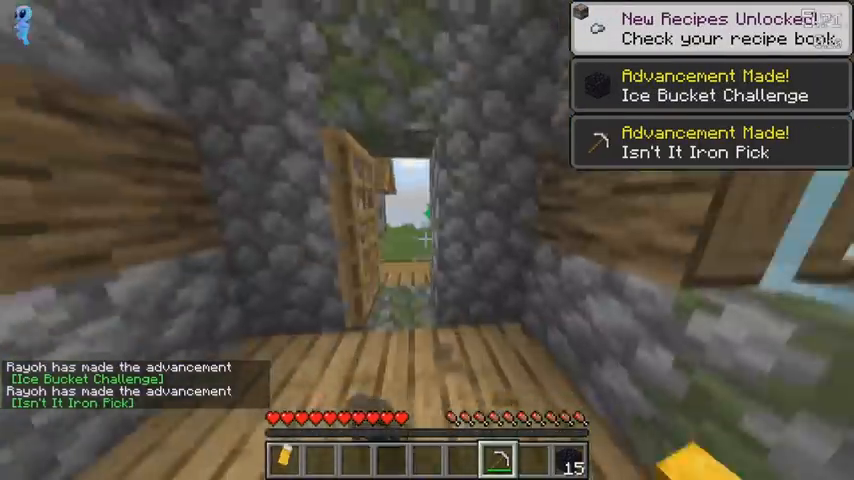 New Recipes Unlocked!
Check your recipe book
Advancement Made!
Ice Bucket Challenge
Advancement Made!
Isn't It Iron Pick
Rayoh has made the advancement
[Ice Bucket Challenge]
Rayoh has made the advancement
[Isn't It Iron Pick]
15